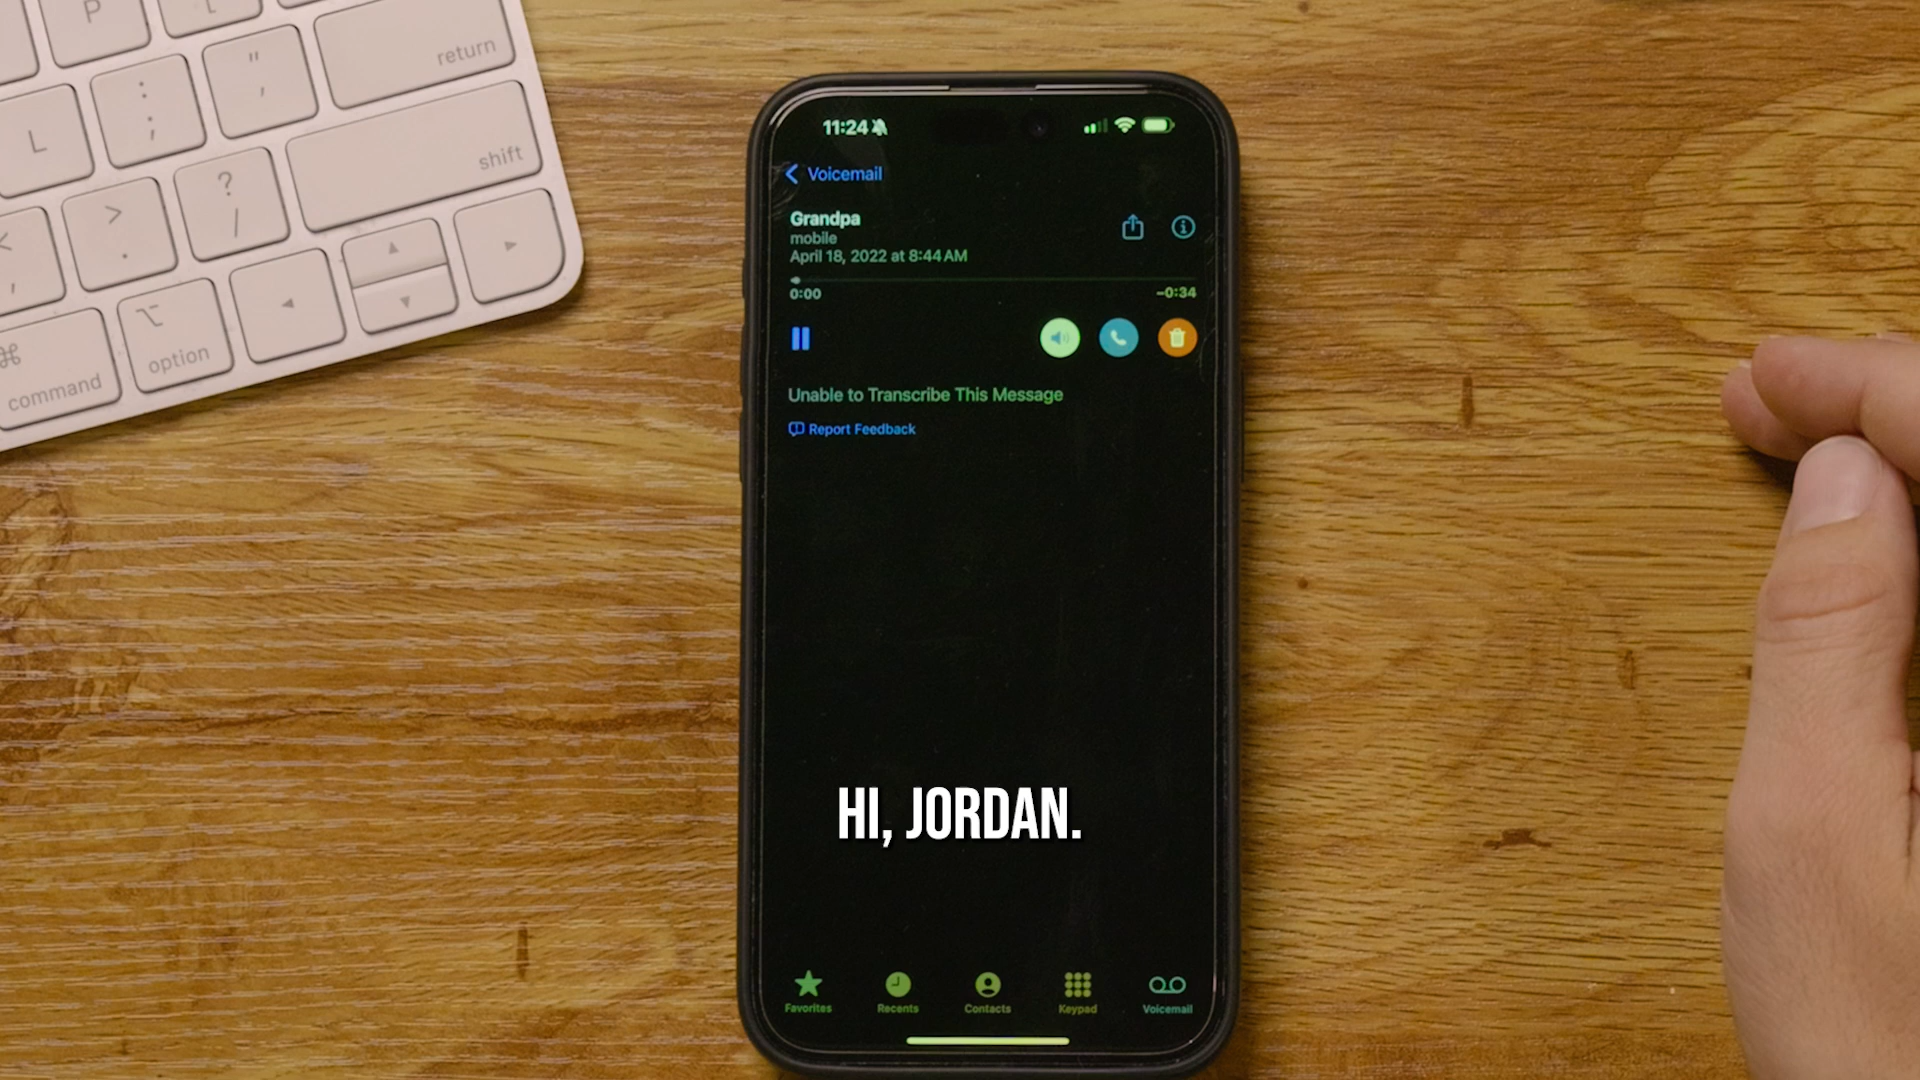 P
return
L
:
;
"
,
shift
>
.
?
/
<
,
option
command
11:24
Voicemail
Grandpa
mobile
April 18, 2022 at 8:44 AM
0:00
-0:34
Unable to Transcribe This Message
Report Feedback
HI, JORDAN.
Favorites
Recents
Contacts
Keypad
Voicemail